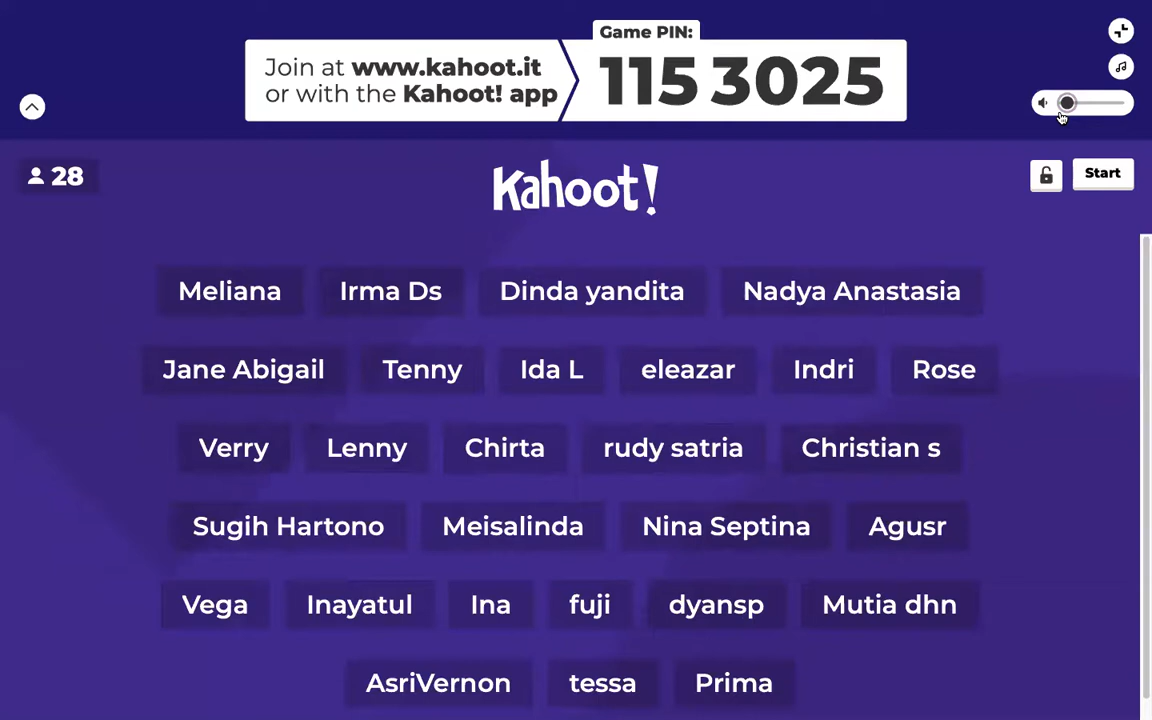 Game PIN:
Join at www.kahoot.it
or with the Kahoot! app
115 3025
28
Kahoot!
Start
Meliana Irma Ds Dinda yandita Nadya Anastasia
Jane Abigail Tenny Ida L eleazar Indri Rose
Verry Lenny Chirta rudy satria Christian s
Sugih Hartono Meisalinda Nina Septina Agusr
Vega Inayatul Ina fuji dyansp Mutia dhn
AsriVernon tessa Prima